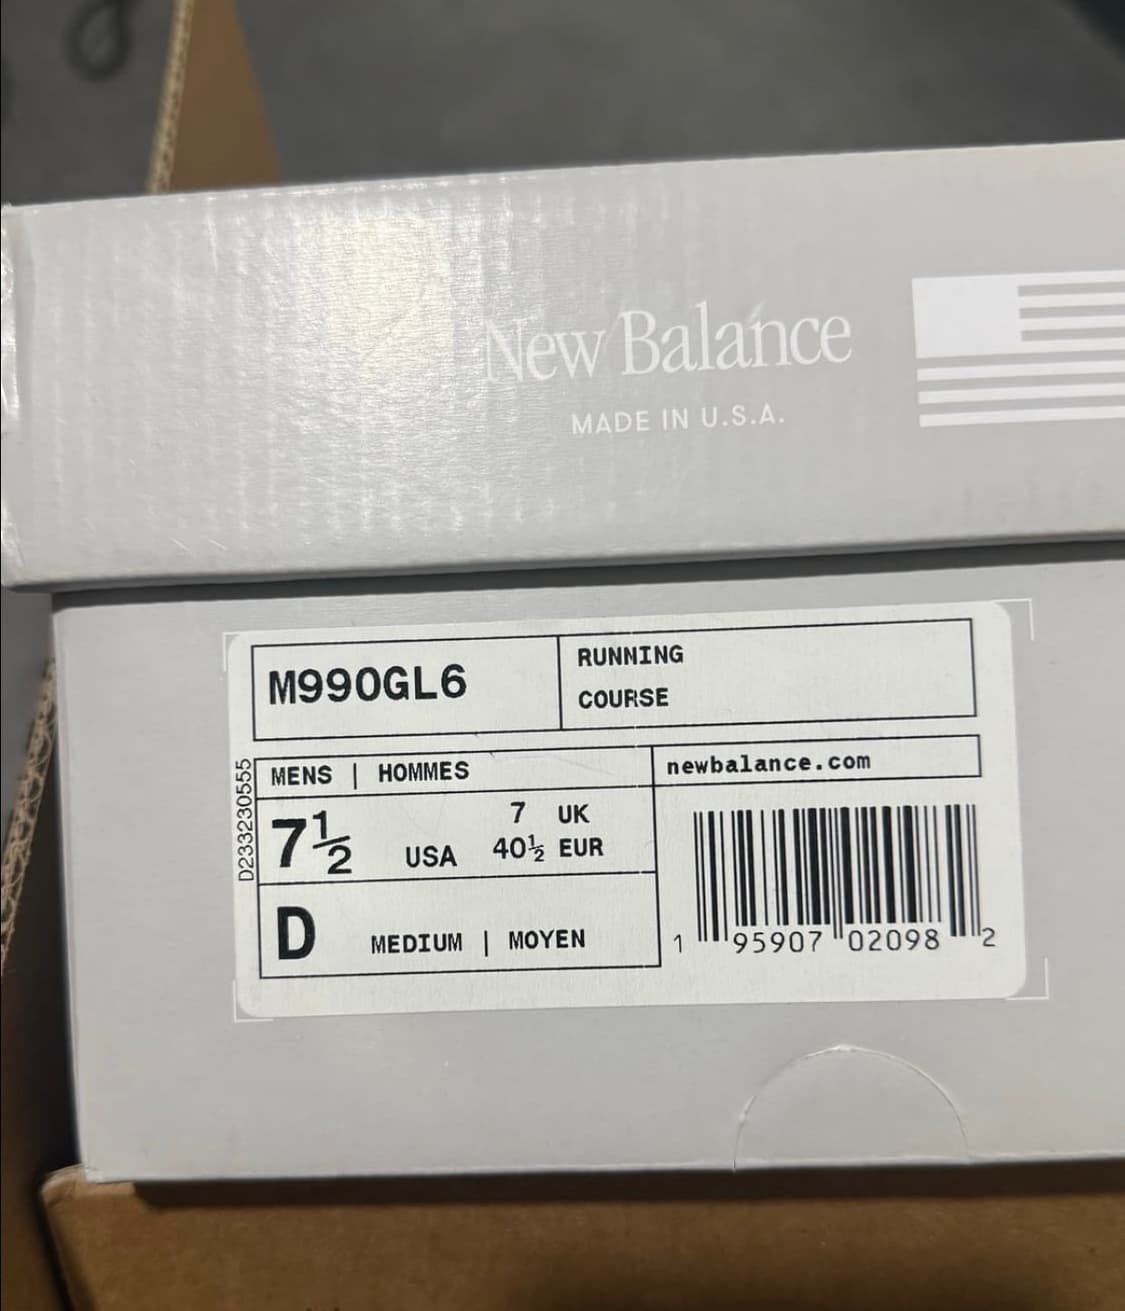 New Balance
MADE IN U.S.A.
M990GL6
RUNNING
COURSE
D233230555
MENS | HOMMES
newbalance.com
7½ USA
7 UK
40½ EUR
D MEDIUM | MOYEN
1 95907 02098 2